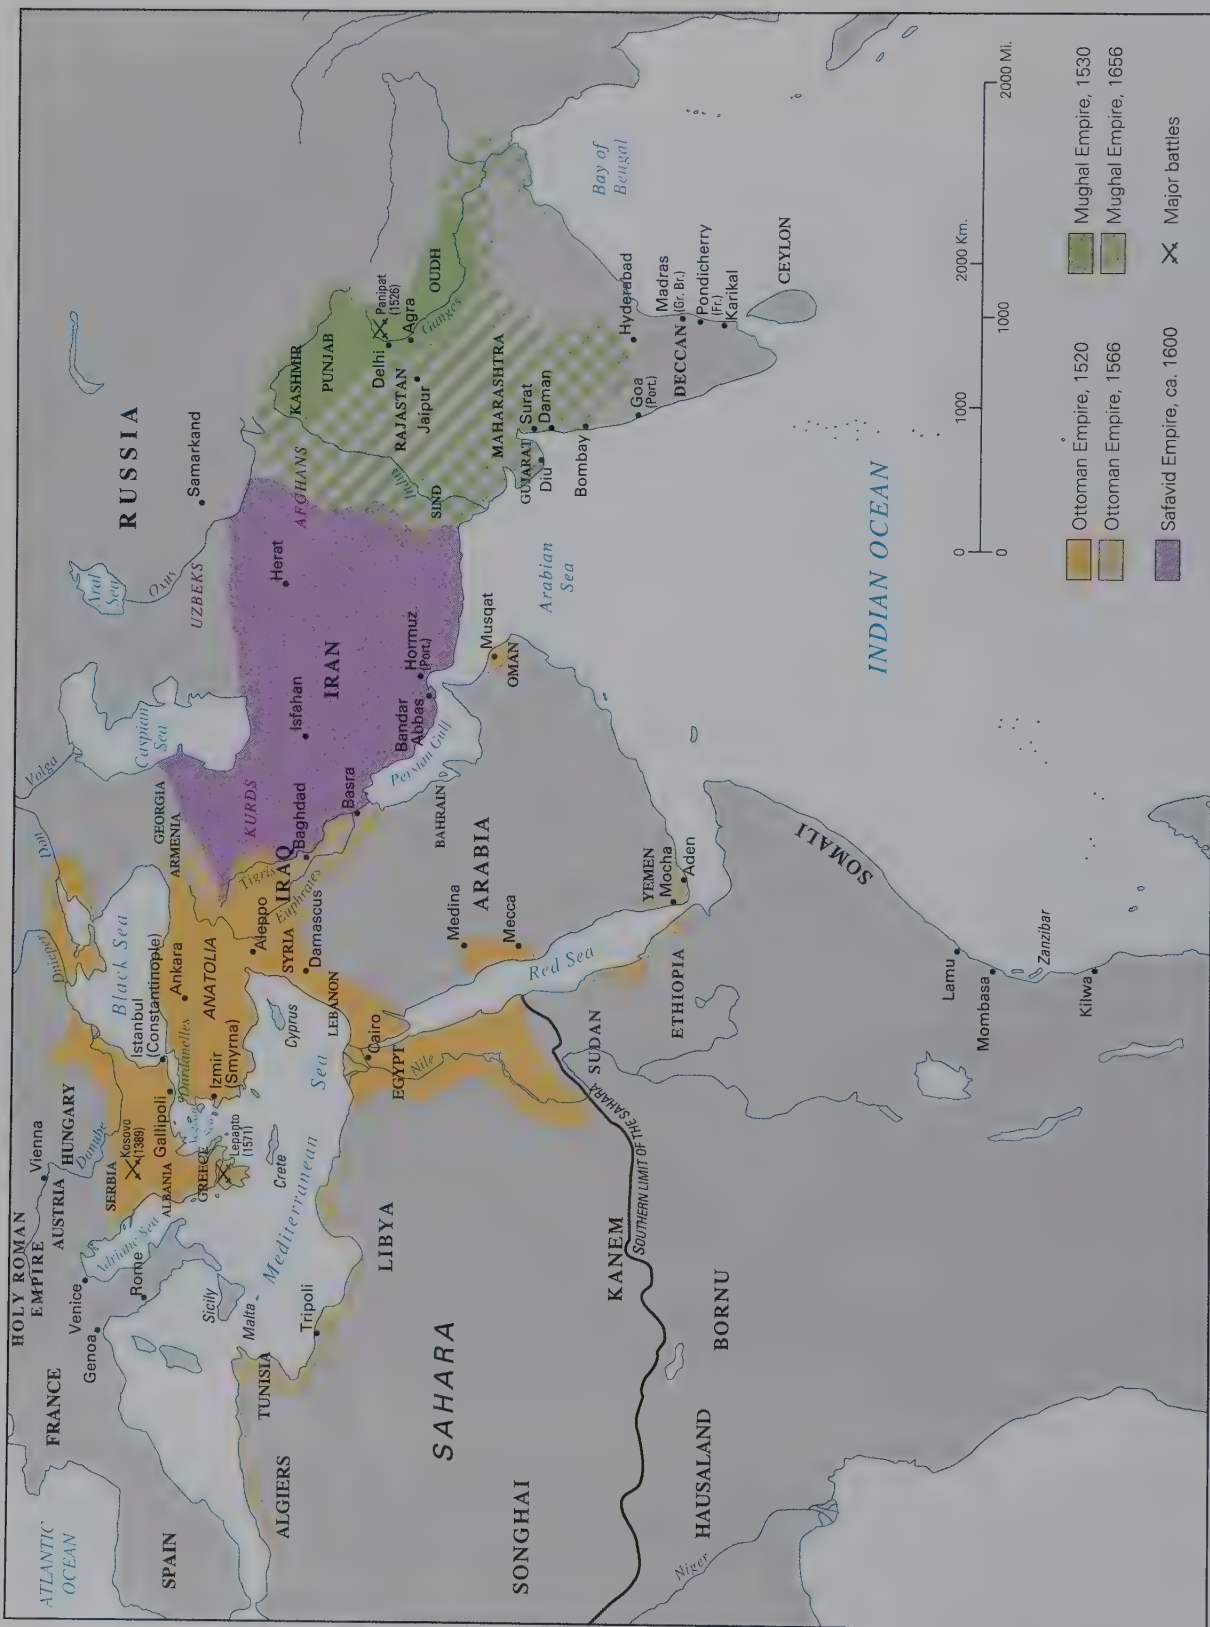 ATLANTIC
OCEAN
SPAIN
FRANCE
HOLY ROMAN
EMPIRE
AUSTRIA
Vienna
HUNGARY
Danube
Genoa
Venice
Adriatic Sea
Rome
Sicily
Malta
SERBIA
Kosovo
(1389)
ALBANIA
GREECE
Lepanto
(1571)
Gallipoli
Dardanelles
Istanbul
(Constantinople)
Izmir
(Smyrna)
Ankara
ANATOLIA
Black Sea
Dnieper
Don
Volga
Caspian
Sea
Aral
Sea
Oxus
RUSSIA
Samarkand
UZBEKS
GEORGIA
ARMENIA
KURDS
Tigris
Euphrates
IRAQ
Baghdad
Basra
Aleppo
SYRIA
Damascus
LEBANON
Cyprus
Crete
Mediterranean
Sea
ALGIERS
TUNISIA
Tripoli
LIBYA
EGYPT
Cairo
Nile
Red Sea
Medina
Mecca
ARABIA
BAHRAIN
Persian Gulf
Bandar
Abbas
Hormuz
(Port.)
Isfahan
IRAN
Herat
AFGHANS
Musqat
OMAN
YEMEN
Mocha
Aden
Arabian
Sea
KASHMIR
PUNJAB
Delhi
Panipat
(1526)
Agra
Ganges
OUDH
RAJASTAN
Jaipur
Indus
SIND
GUJARAT
Diu
Surat
Daman
MAHARASHTRA
Bombay
Goa
(Port.)
Hyderabad
DECCAN
Madras
(Gr. Br.)
Pondicherry
(Fr.)
Karikal
CEYLON
Bay of
Bengal
INDIAN OCEAN
SAHARA
SOUTHERN LIMIT OF THE SAHARA
SONGHAI
HAUSALAND
Niger
KANEM
BORNU
SUDAN
ETHIOPIA
SOMALI
Lamu
Mombasa
Zanzibar
Kilwa
0 1000 2000 Mi.
0 1000 2000 Km.
Ottoman Empire, 1520
Ottoman Empire, 1566
Safavid Empire, ca. 1600
Mughal Empire, 1530
Mughal Empire, 1656
Major battles